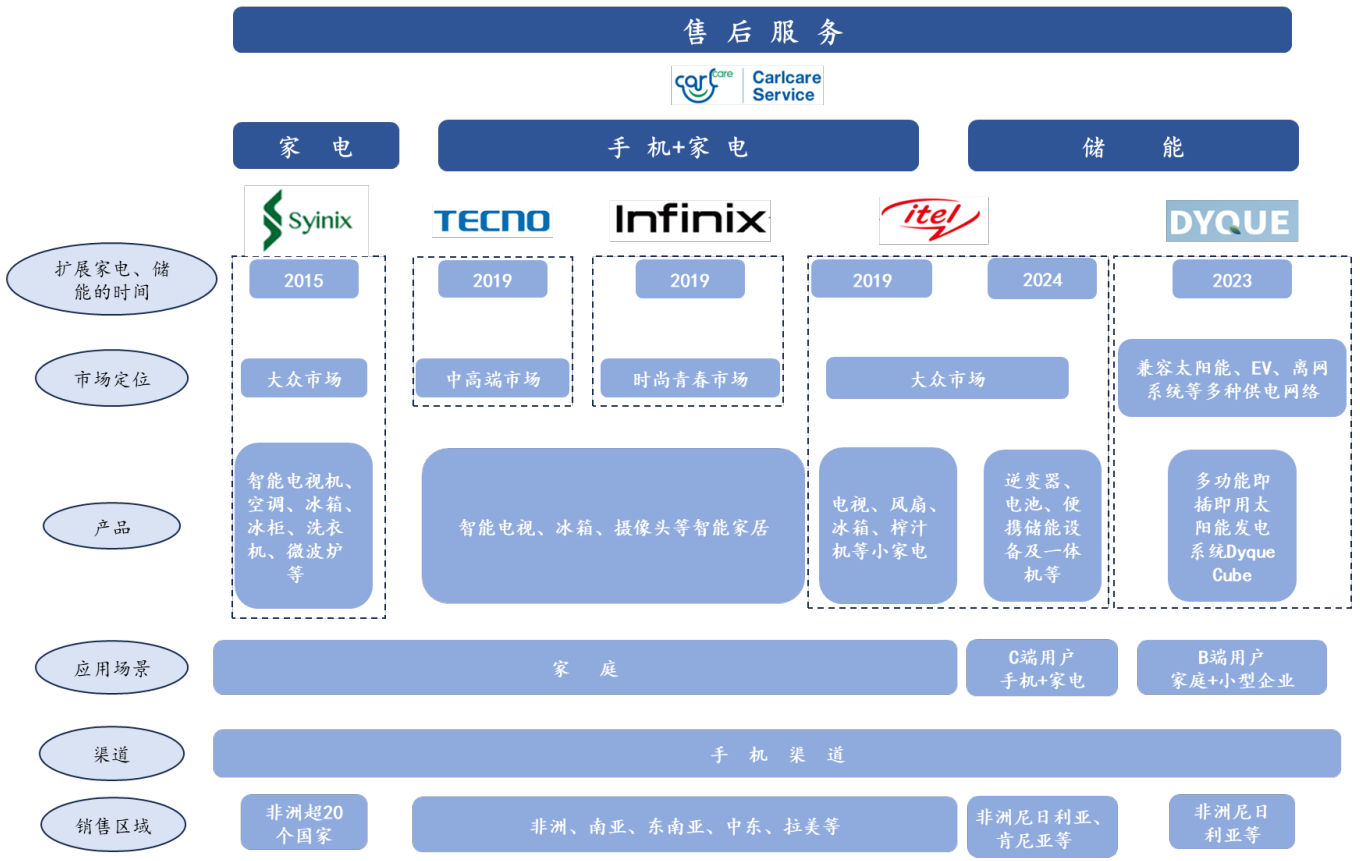 售后服务
carlcare
Carlcare
Service
家 电
手机+家电
储 能
Syinix
TECNO
Infinix
itel
DYQUE
扩展家电、储
能的时间
2015
2019
2019
2019
2024
2023
市场定位
大众市场
中高端市场
时尚青春市场
大众市场
兼容太阳能、EV、离网
系统等多种供电网络
产品
智能电视机、
空调、冰箱、
冰柜、洗衣
机、微波炉
等
智能电视、冰箱、摄像头等智能家居
电视、风扇、
冰箱、榨汁
机等小家电
逆变器、
电池、便
携储能设
备及一体
机等
多功能即
插即用太
阳能发电
系统Dyque
Cube
应用场景
家 庭
C端用户
手机+家电
B端用户
家庭+小型企业
渠道
手 机 渠 道
销售区域
非洲超20
个国家
非洲、南亚、东南亚、中东、拉美等
非洲尼日利亚、
肯尼亚等
非洲尼日
利亚等